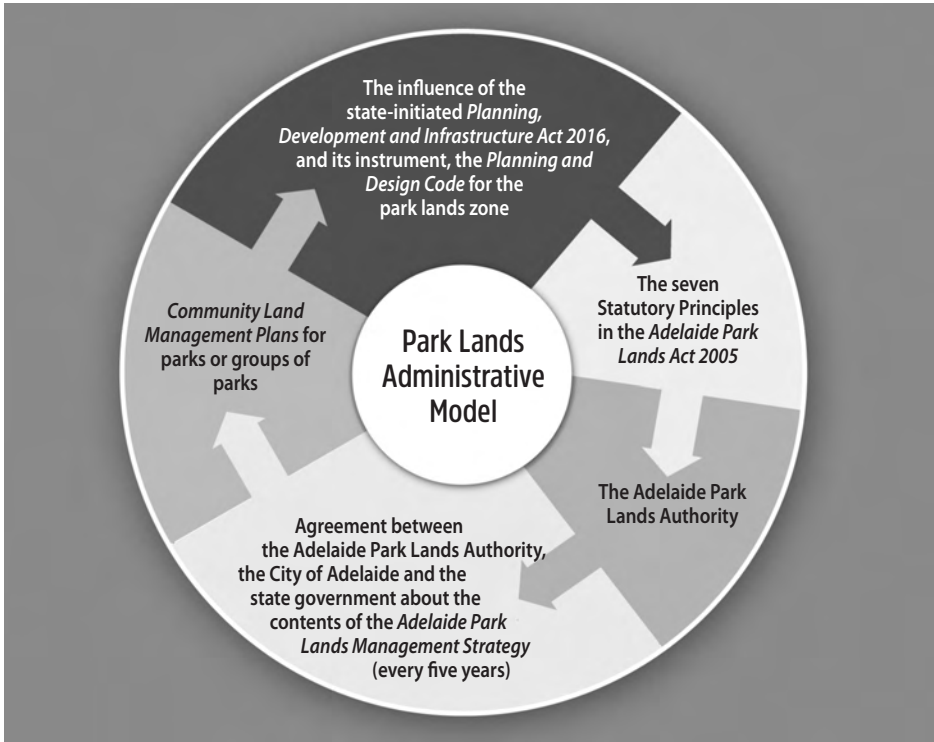 The influence of the
state-initiated Planning,
Development and Infrastructure Act 2016,
and its instrument, the Planning and
Design Code for the
park lands zone
The seven
Statutory Principles
in the Adelaide Park
Lands Act 2005
The Adelaide Park
Lands Authority
Agreement between
the Adelaide Park Lands Authority,
the City of Adelaide and the
state government about the
contents of the Adelaide Park
Lands Management Strategy
(every five years)
Community Land
Management Plans for
parks or groups of
parks
Park Lands
Administrative
Model